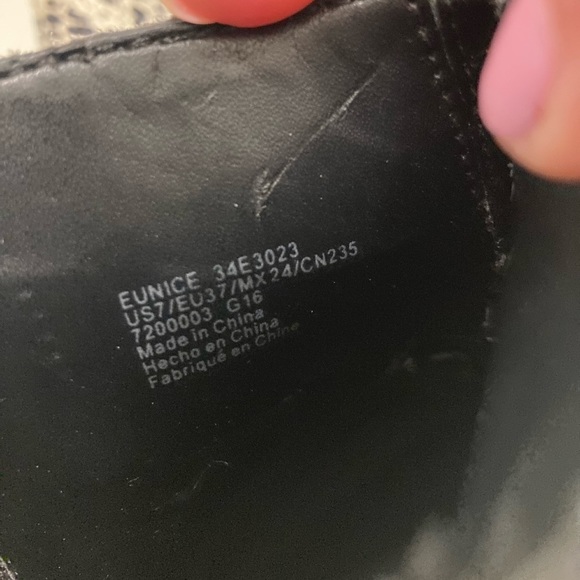 EUNICE 34E3023
US7/EU37/MX24/CN235
7200003 G16
Made in China
Hecho en China
Fabriqué en Chine